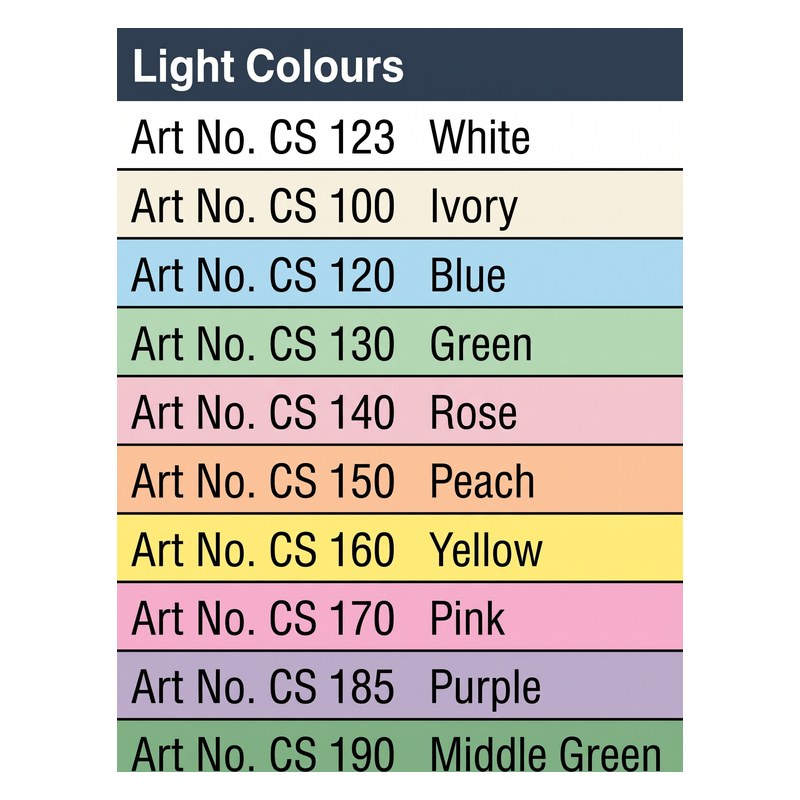 Light Colours
Art No. CS 123 White
Art No. CS 100 Ivory
Art No. CS 120 Blue
Art No. CS 130 Green
Art No. CS 140 Rose
Art No. CS 150 Peach
Art No. CS 160 Yellow
Art No. CS 170 Pink
Art No. CS 185 Purple
Art No. CS 190 Middle Green